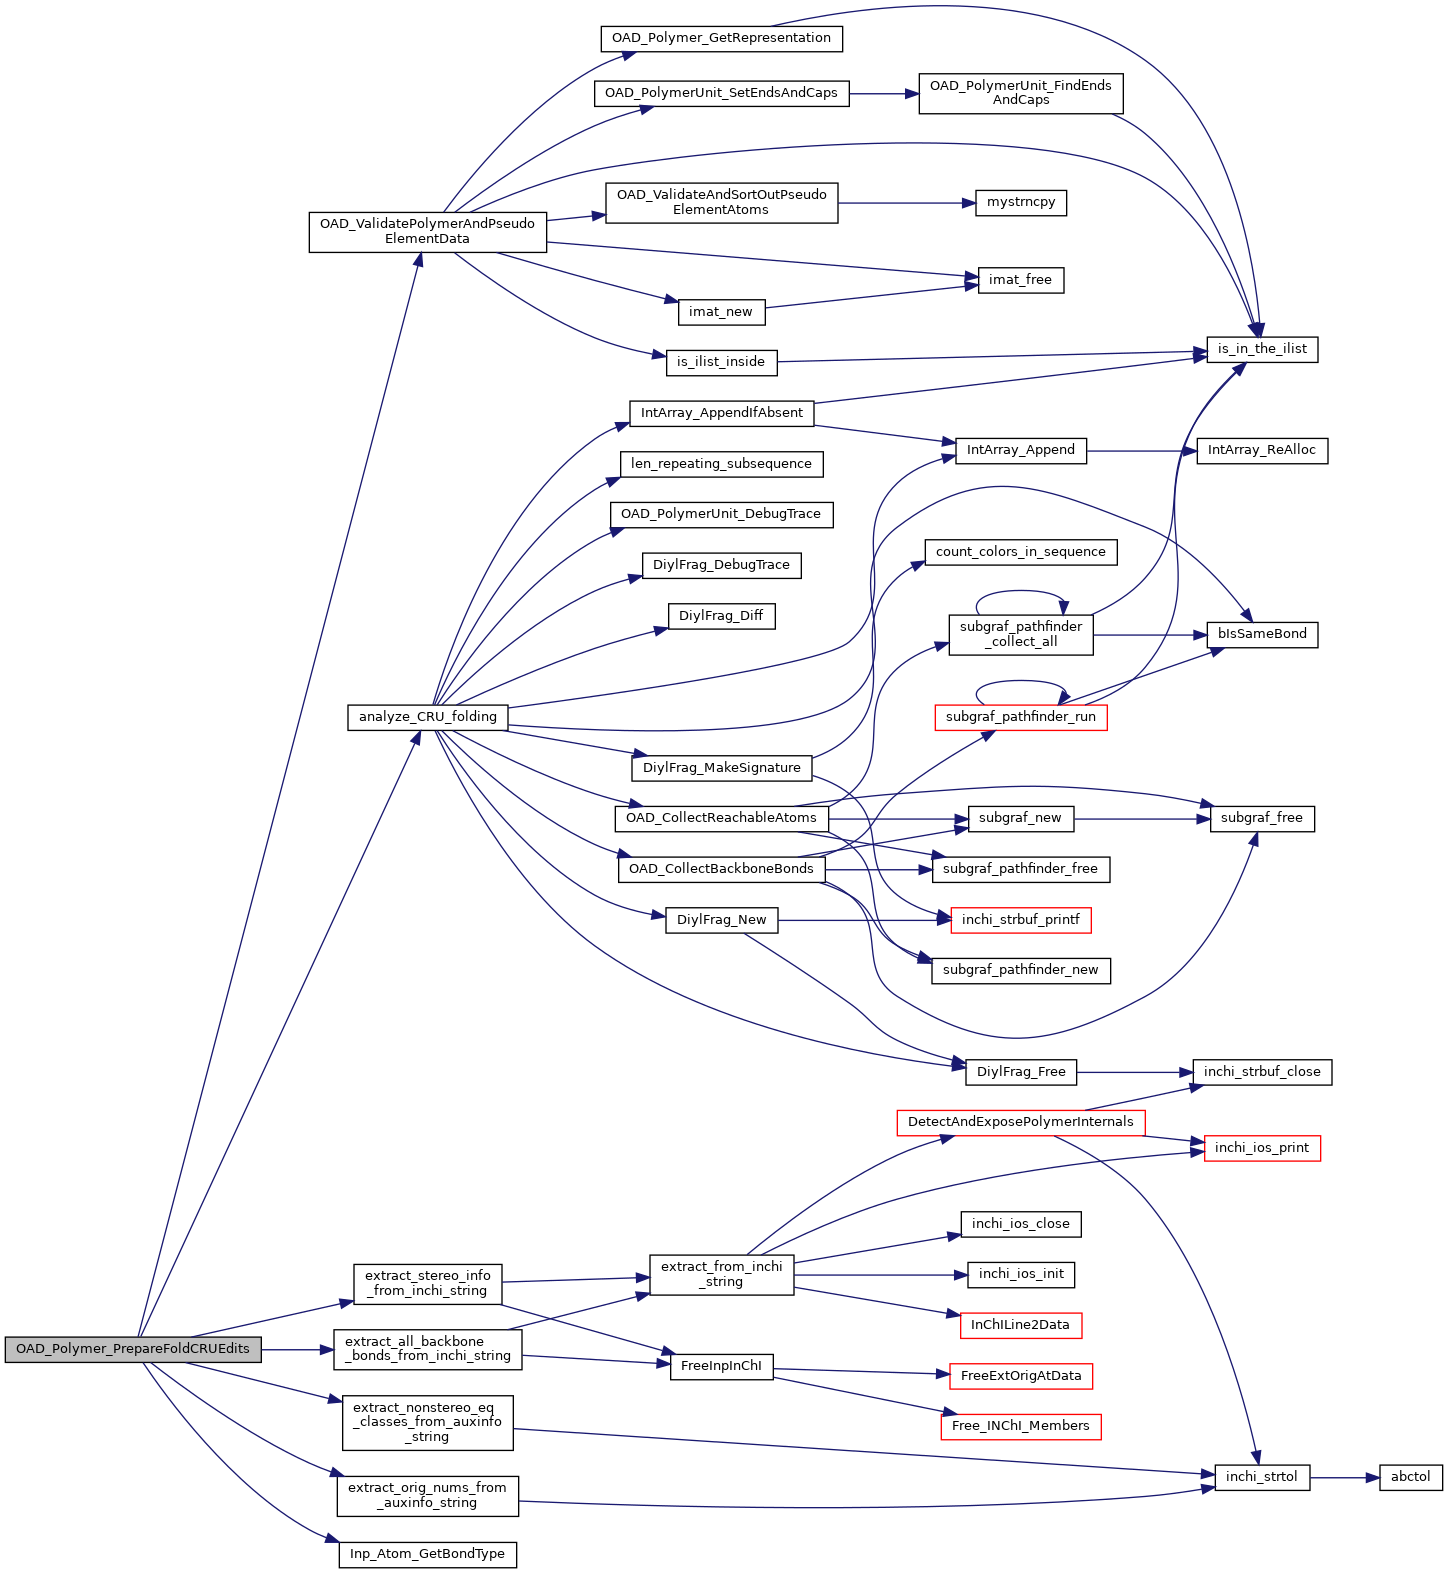 OAD_Polymer_GetRepresentation
OAD_PolymerUnit_SetEndsAndCaps
OAD_PolymerUnit_FindEnds
AndCaps
OAD_ValidateAndSortOutPseudo
ElementAtoms
mystrncpy
OAD_ValidatePolymerAndPseudo
ElementData
imat_free
imat_new
is_in_the_ilist
is_ilist_inside
IntArray_AppendIfAbsent
IntArray_Append
IntArray_ReAlloc
len_repeating_subsequence
OAD_PolymerUnit_DebugTrace
count_colors_in_sequence
DiylFrag_DebugTrace
DiylFrag_Diff
subgraf_pathfinder
_collect_all
bIsSameBond
analyze_CRU_folding
subgraf_pathfinder_run
DiylFrag_MakeSignature
OAD_CollectReachableAtoms
subgraf_new
subgraf_free
OAD_CollectBackboneBonds
subgraf_pathfinder_free
DiylFrag_New
inchi_strbuf_printf
subgraf_pathfinder_new
DiylFrag_Free
inchi_strbuf_close
DetectAndExposePolymerInternals
inchi_ios_print
inchi_ios_close
extract_from_inchi
_string
inchi_ios_init
extract_stereo_info
_from_inchi_string
InChILine2Data
OAD_Polymer_PrepareFoldCRUEdits
extract_all_backbone
_bonds_from_inchi_string
FreeInpInChI
FreeExtOrigAtData
extract_nonstereo_eq
_classes_from_auxinfo
_string
Free_INChI_Members
inchi_strtol
abctol
extract_orig_nums_from
_auxinfo_string
Inp_Atom_GetBondType